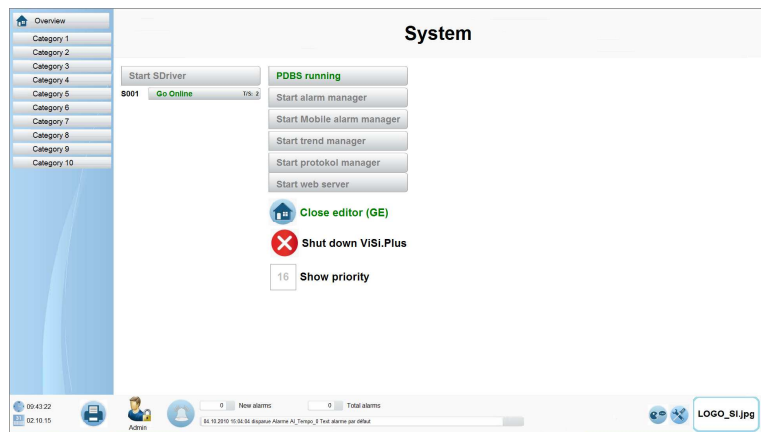 Overview
System
Category 1
Category 2
Category 3
Category 4
Category 5
Category 6
Category 7
Category 8
Category 9
Category 10
Start SDriver
S001 Go Online T/S: 2
PDBS running
Start alarm manager
Start Mobile alarm manager
Start trend manager
Start protokol manager
Start web server
Close editor (GE)
Shut down ViSi.Plus
16 Show priority
09:43:22
02.10.15
Admin
0 New alarms 0 Total alarms
04.10.2010 15:04:04 disparue Alarme AI_Tempo_8 Test alarme par défaut
LOGO_SI.jpg